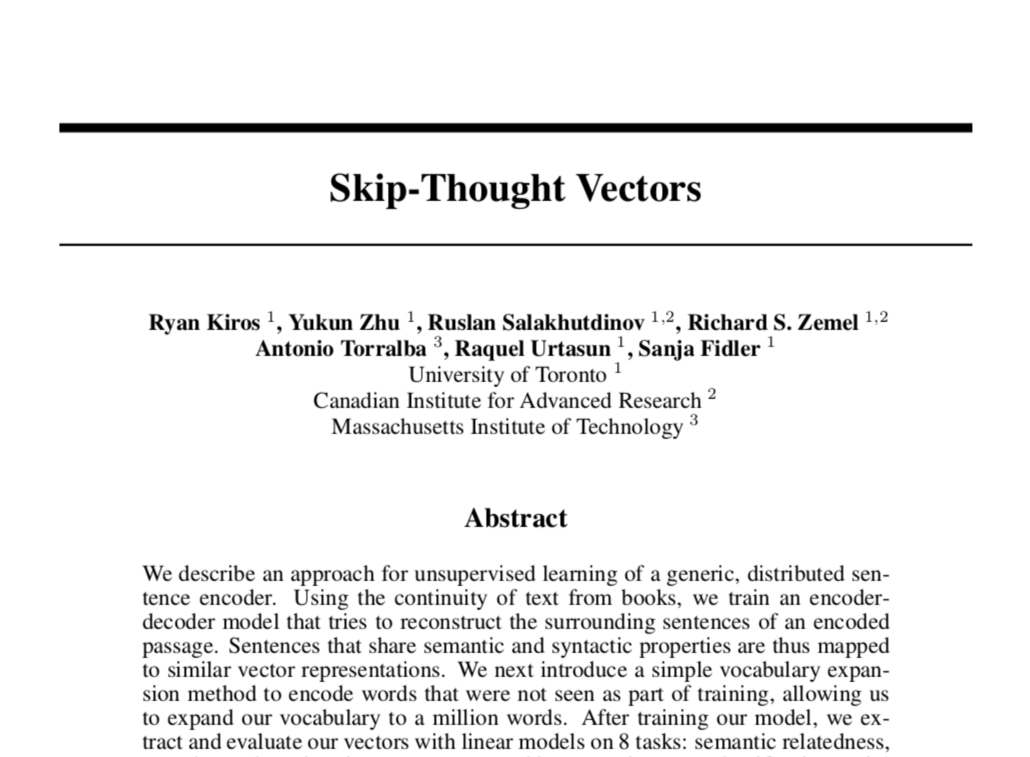 Skip-Thought Vectors
Ryan Kiros 1, Yukun Zhu 1, Ruslan Salakhutdinov 1,2, Richard S. Zemel 1,2
Antonio Torralba 3, Raquel Urtasun 1, Sanja Fidler 1
University of Toronto 1
Canadian Institute for Advanced Research 2
Massachusetts Institute of Technology 3
Abstract
We describe an approach for unsupervised learning of a generic, distributed sen-
tence encoder. Using the continuity of text from books, we train an encoder-
decoder model that tries to reconstruct the surrounding sentences of an encoded
passage. Sentences that share semantic and syntactic properties are thus mapped
to similar vector representations. We next introduce a simple vocabulary expan-
sion method to encode words that were not seen as part of training, allowing us
to expand our vocabulary to a million words. After training our model, we ex-
tract and evaluate our vectors with linear models on 8 tasks: semantic relatedness,